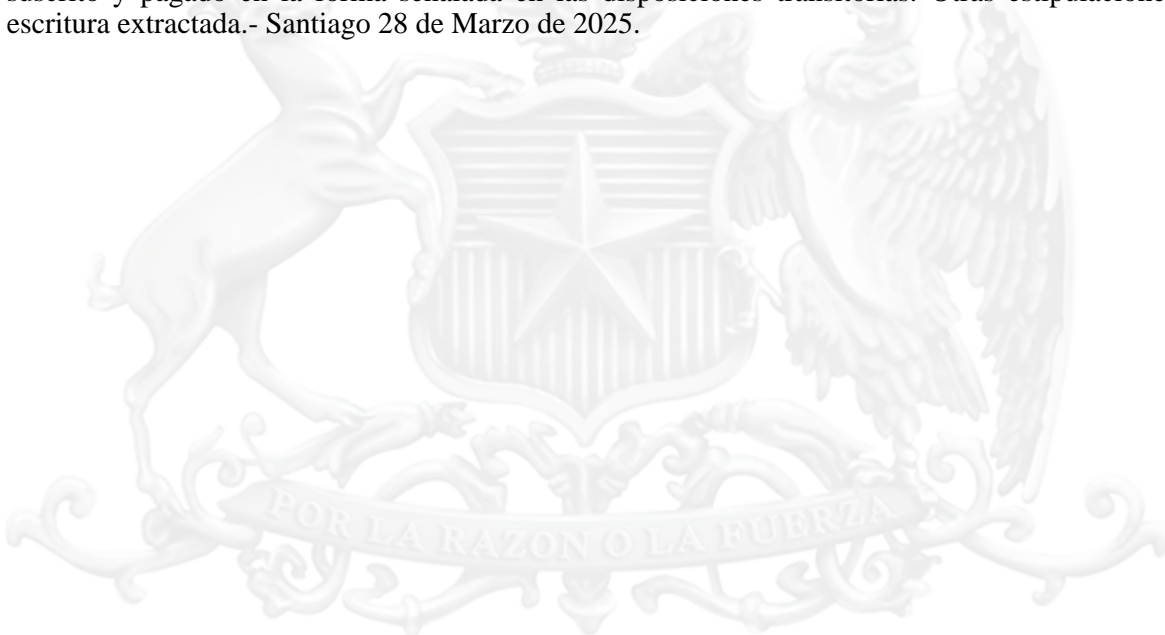 suscrito y pagado en la forma señalada en las disposiciones transitorias. Otras estipulacione
escritura extractada.- Santiago 28 de Marzo de 2025.
POR LA RAZON O LA FUERZA